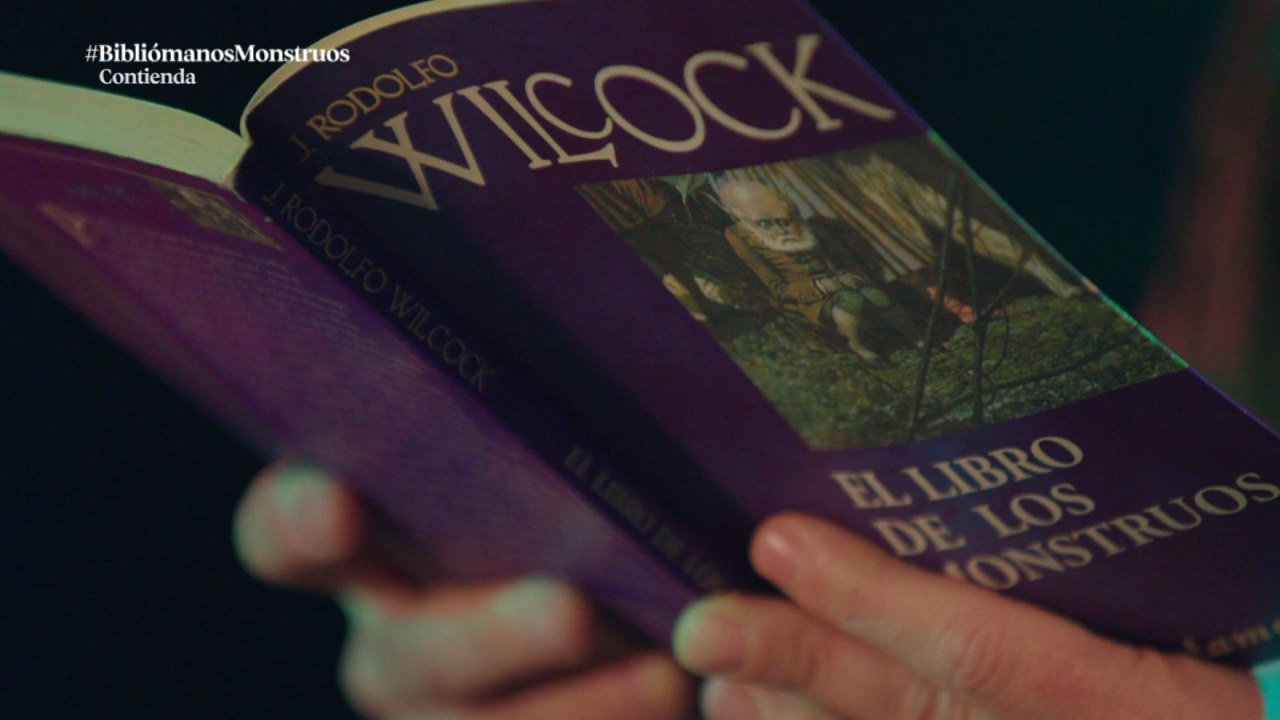 #BibliómanosMonstruos
Contienda
J. RODOLFO
WILCOCK
J. RODOLFO WILCOCK
EL LIBRO DE LOS
EL LIBRO
DE LOS
MONSTRUOS